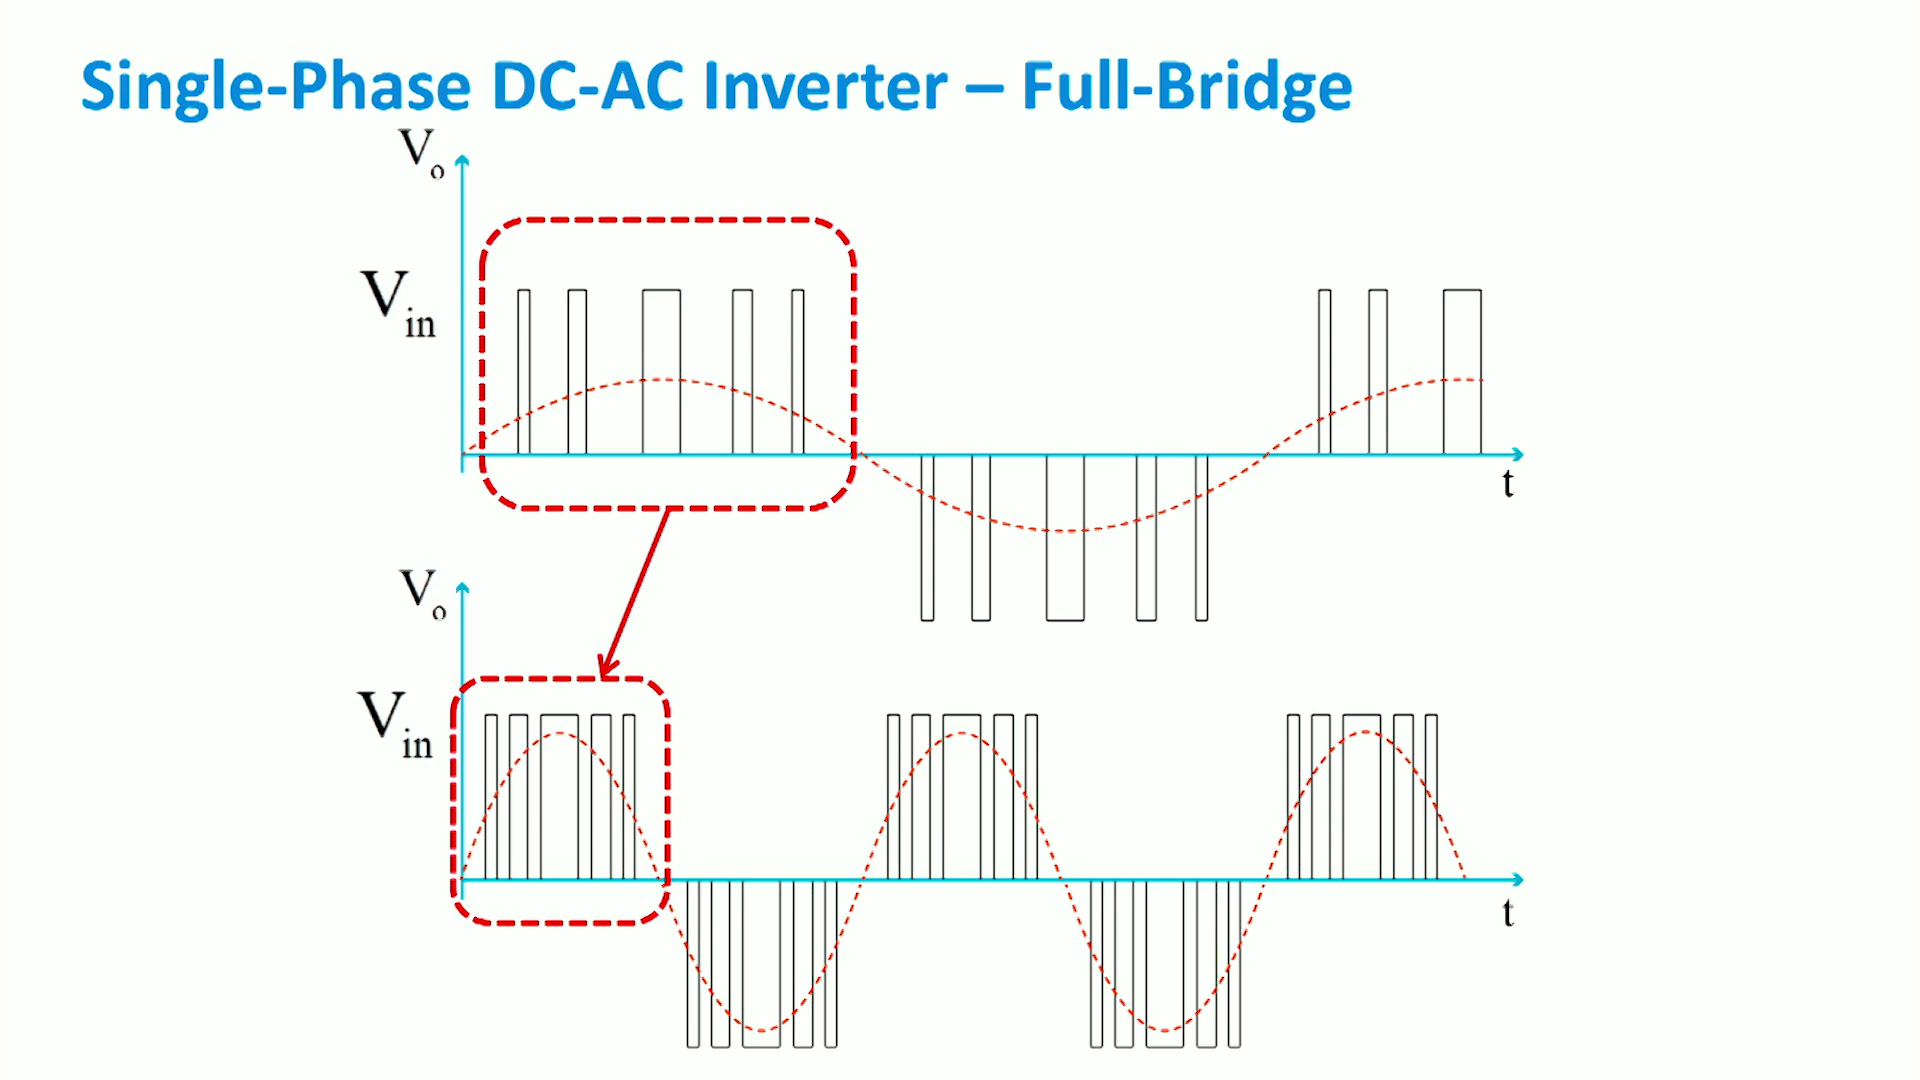 Single-Phase DC-AC Inverter – Full-Bridge
Vo
Vin
t
Vo
Vin
t